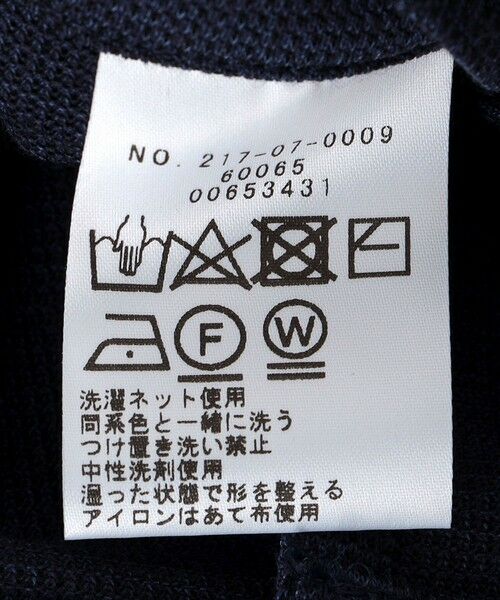 NO. 217-07-0009
60065
00653431
F W
洗濯ネット使用
同系色と一緒に洗う
つけ置き洗い禁止
中性洗剤使用
湿った状態で形を整える
アイロンはあて布使用